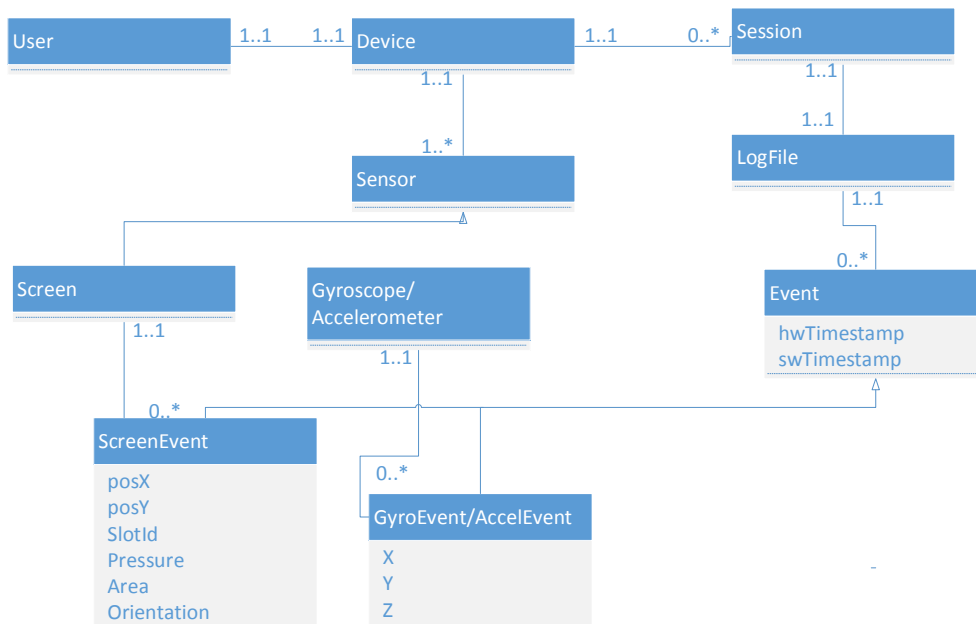 User
1..1
1..1
Device
1..1
0..*
Session
1..1
1..1
1..*
1..1
Sensor
LogFile
1..1
0..*
Screen
Gyroscope/
Accelerometer
Event
1..1
1..1
hwTimestamp
swTimestamp
0..*
ScreenEvent
posX
posY
SlotId
Pressure
Area
Orientation
0..*
GyroEvent/AccelEvent
X
Y
Z